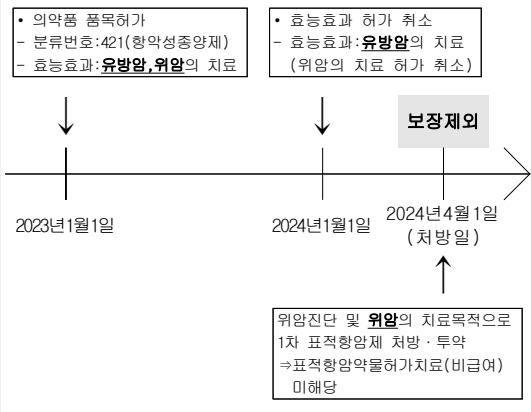 • 의약품 품목허가
- 분류번호:421(항악성종양제)
- 효능효과:유방암,위암의 치료
• 효능효과 허가 취소
- 효능효과:유방암의 치료
(위암의 치료 허가 취소)
보장제외
2023년1월1일
2024년1월1일
2024년4월1일
(처방일)
위암진단 및 위암의 치료목적으로
1차 표적항암제 처방·투약
⇒표적항암약물허가치료(비급여)
미해당